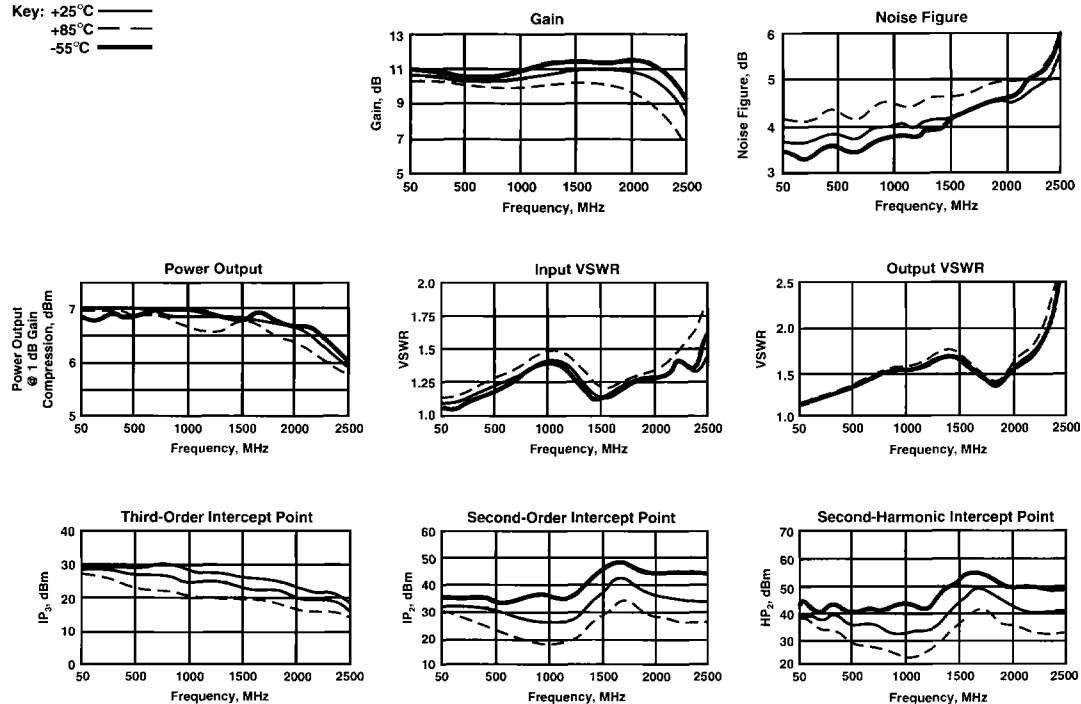 Key: +25°C
+85°C
-55°C
Gain
13
11
9
7
5
Gain, dB
50 500 1000 1500 2000 2500
Frequency, MHz
Noise Figure
6
5
4
3
Noise Figure, dB
50 500 1000 1500 2000 2500
Frequency, MHz
Power Output
7
6
5
Power Output
@ 1 dB Gain
Compression, dBm
50 500 1000 1500 2000 2500
Frequency, MHz
Input VSWR
2.0
1.75
1.5
1.25
1.0
VSWR
50 500 1000 1500 2000 2500
Frequency, MHz
Output VSWR
2.5
2.0
1.5
1.0
VSWR
50 500 1000 1500 2000 2500
Frequency, MHz
Third-Order Intercept Point
40
30
20
10
0
IP3, dBm
50 500 1000 1500 2000 2500
Frequency, MHz
Second-Order Intercept Point
60
50
40
30
20
10
IP2, dBm
50 500 1000 1500 2000 2500
Frequency, MHz
Second-Harmonic Intercept Point
70
60
50
40
30
20
HP2, dBm
50 500 1000 1500 2000 2500
Frequency, MHz